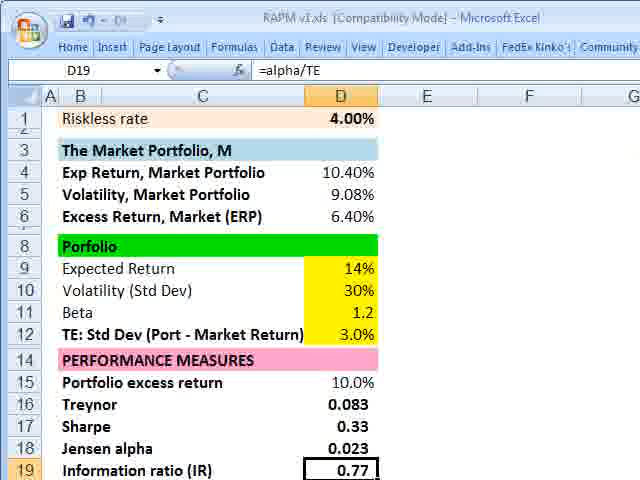 RAPM v1.xls [Compatibility Mode] - Microsoft Excel
Home Insert Page Layout Formulas Data Review View Developer Add-Ins FedEx Kinko's Community
D19 fx =alpha/TE
A B C D E F G
1 Riskless rate 4.00%
2
3 The Market Portfolio, M
4 Exp Return, Market Portfolio 10.40%
5 Volatility, Market Portfolio 9.08%
6 Excess Return, Market (ERP) 6.40%
8 Porfolio
9 Expected Return 14%
10 Volatility (Std Dev) 30%
11 Beta 1.2
12 TE: Std Dev (Port - Market Return) 3.0%
14 PERFORMANCE MEASURES
15 Portfolio excess return 10.0%
16 Treynor 0.083
17 Sharpe 0.33
18 Jensen alpha 0.023
19 Information ratio (IR) 0.77